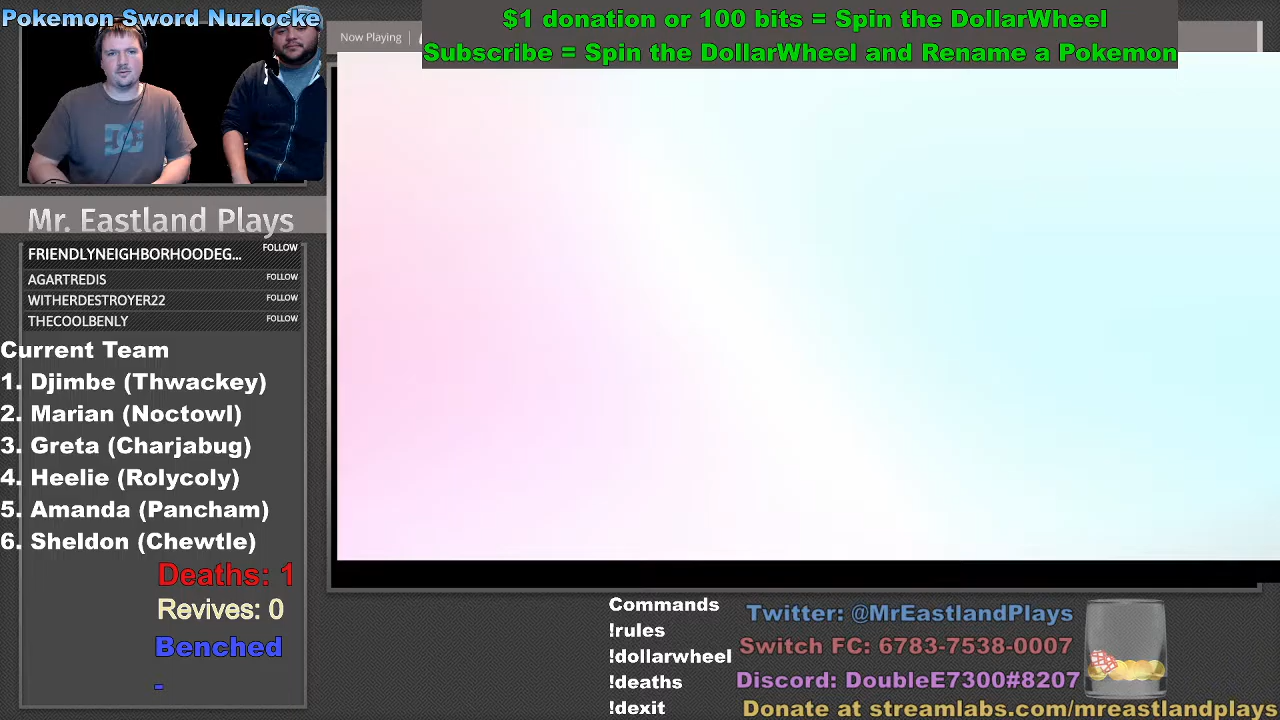 Pokemon Sword Nuzlocke
$1 donation or 100 bits = Spin the DollarWheel
Now Playing
Subscribe = Spin the DollarWheel and Rename a Pokemon
DC
Mr. Eastland Plays
FRIENDLYNEIGHBORHOODEG... FOLLOW
AGARTREDIS FOLLOW
WITHERDESTROYER22 FOLLOW
THECOOLBENLY FOLLOW
Current Team
1. Djimbe (Thwackey)
2. Marian (Noctowl)
3. Greta (Charjabug)
4. Heelie (Rolycoly)
5. Amanda (Pancham)
6. Sheldon (Chewtle)
Deaths: 1
Revives: 0
Benched
-
Commands
!rules
!dollarwheel
!deaths
!dexit
Twitter: @MrEastlandPlays
Switch FC: 6783-7538-0007
Discord: DoubleE7300#8207
Donate at streamlabs.com/mreastlandplays